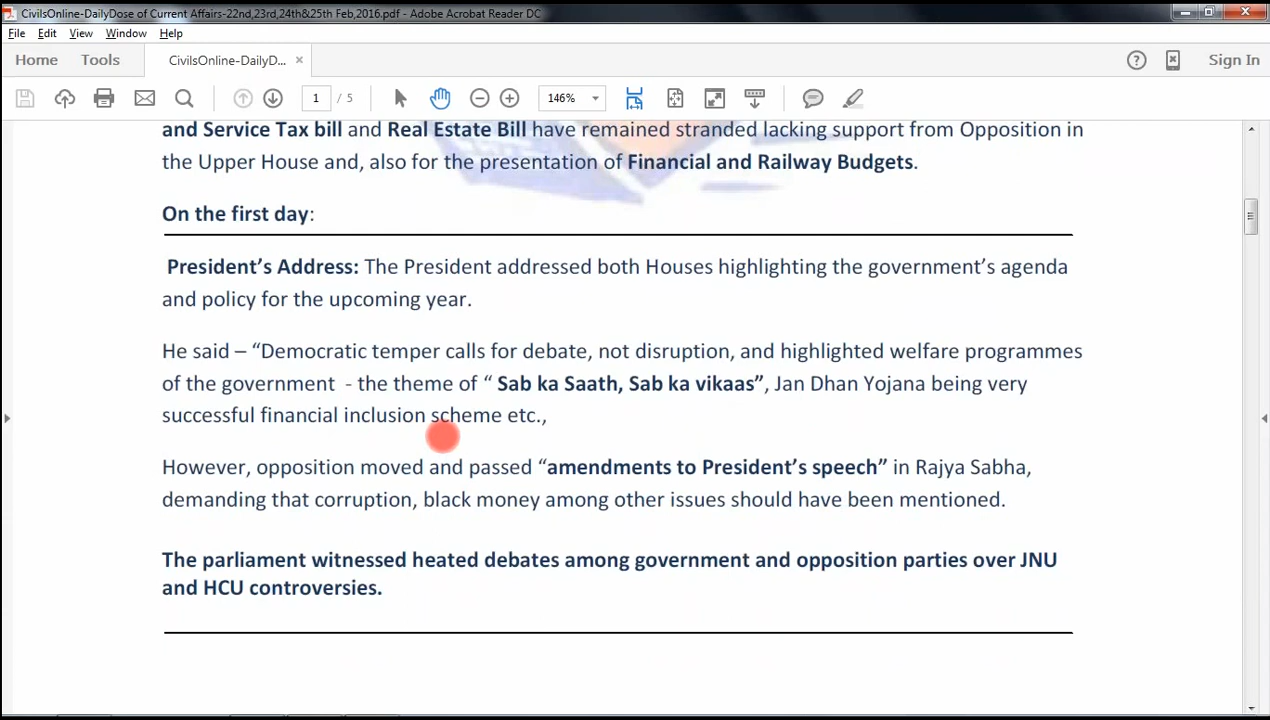 CivilsOnline-DailyDose of Current Affairs-22nd,23rd,24th&25th Feb,2016.pdf - Adobe Acrobat Reader DC
File Edit View Window Help
Home Tools CivilsOnline-DailyD... × Sign In
1 / 5 146%
and Service Tax bill and Real Estate Bill have remained stranded lacking support from Opposition in
the Upper House and, also for the presentation of Financial and Railway Budgets.
On the first day:
President’s Address: The President addressed both Houses highlighting the government’s agenda
and policy for the upcoming year.
He said – “Democratic temper calls for debate, not disruption, and highlighted welfare programmes
of the government - the theme of “ Sab ka Saath, Sab ka vikaas”, Jan Dhan Yojana being very
successful financial inclusion scheme etc.,
However, opposition moved and passed “amendments to President’s speech” in Rajya Sabha,
demanding that corruption, black money among other issues should have been mentioned.
The parliament witnessed heated debates among government and opposition parties over JNU
and HCU controversies.